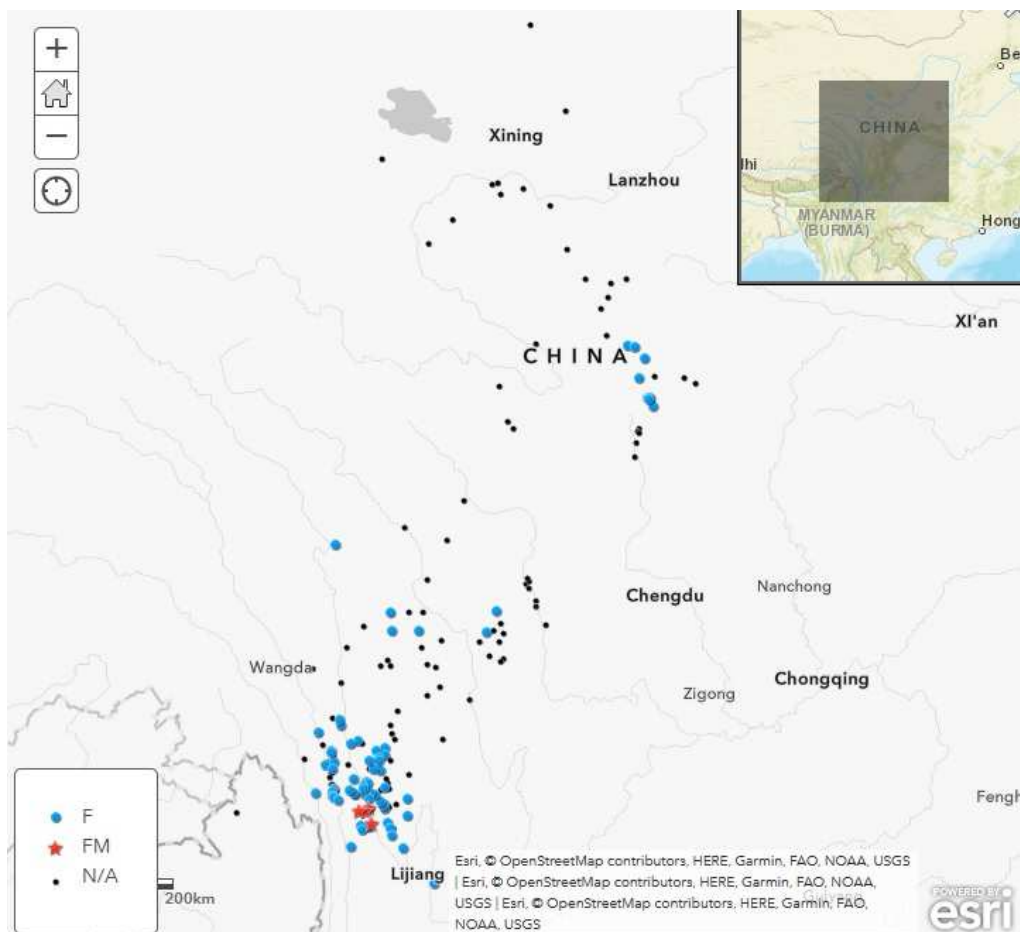 +
−
Xining
Lanzhou
CHINA
Be
lhi
MYANMAR
(BURMA)
Hong
XI'an
CHINA
Chengdu
Nanchong
Wangda
Zigong
Chongqing
Fengh
F
FM
N/A
200km
Lijiang
Esri, © OpenStreetMap contributors, HERE, Garmin, FAO, NOAA, USGS
| Esri, © OpenStreetMap contributors, HERE, Garmin, FAO, NOAA,
USGS | Esri, © OpenStreetMap contributors, HERE, Garmin, FAO,
NOAA, USGS
POWERED BY
esri